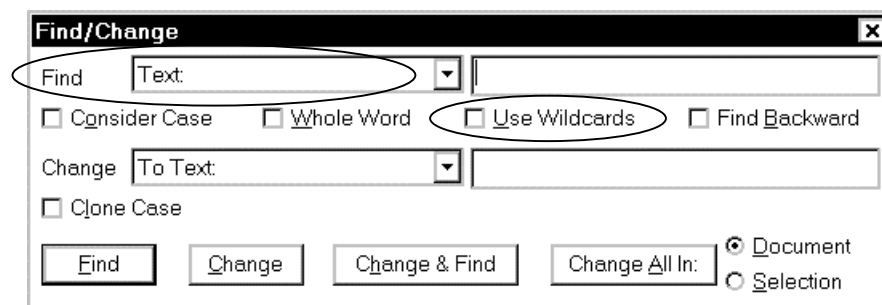 Find/Change
Find Text:
Consider Case Whole Word Use Wildcards Find Backward
Change To Text:
Clone Case
Find Change Change & Find Change All In: Document
Selection